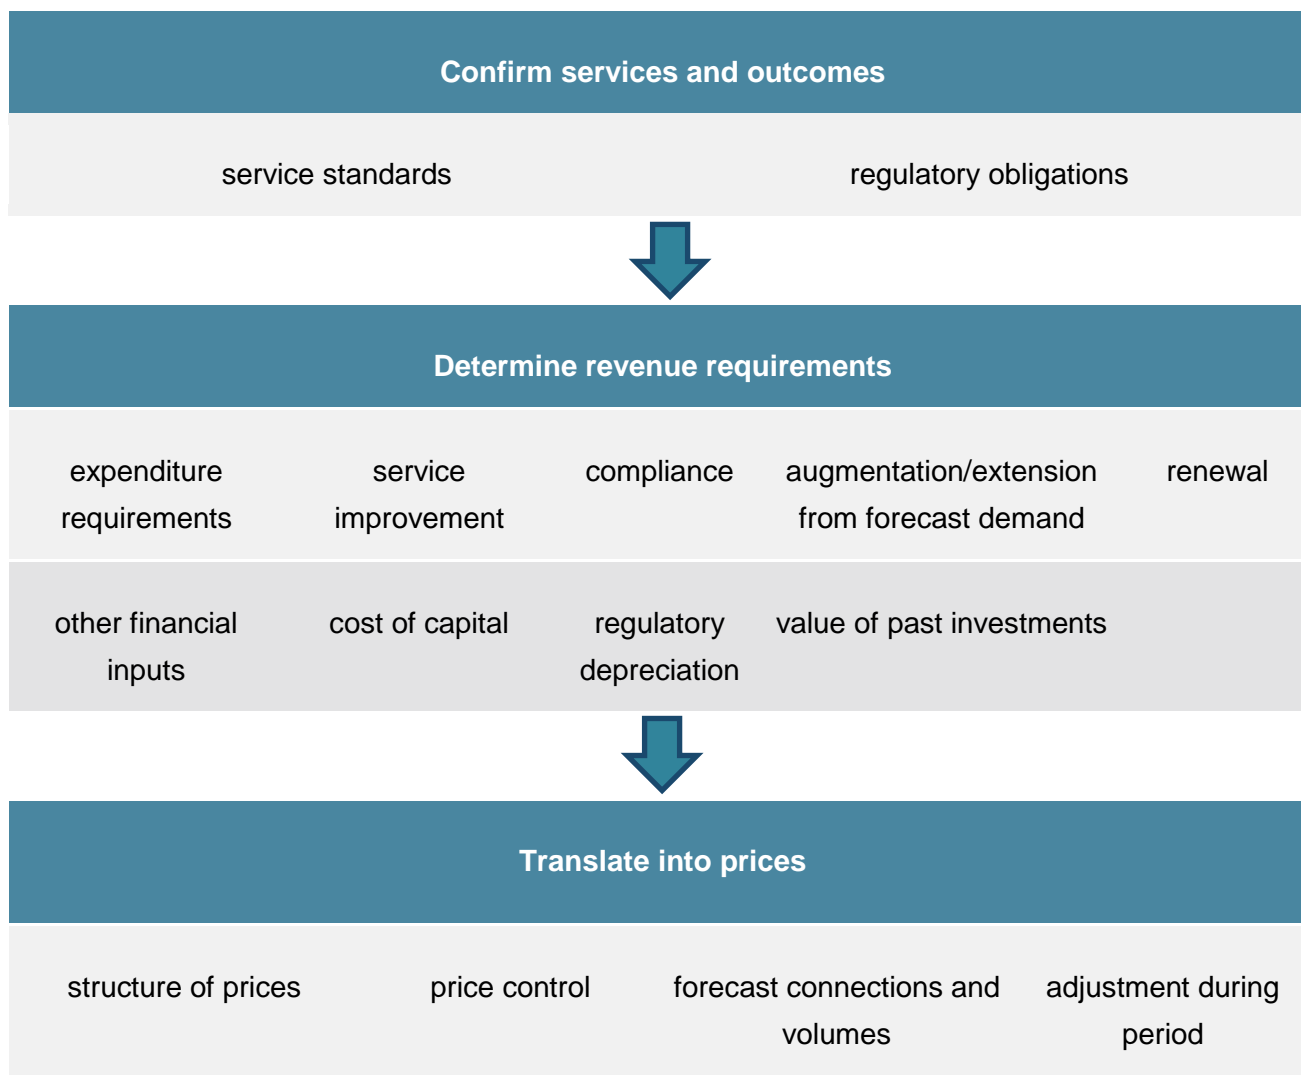 Confirm services and outcomes
service standards
regulatory obligations
Determine revenue requirements
expenditure
requirements
service
improvement
compliance
augmentation/extension
from forecast demand
renewal
other financial
inputs
cost of capital
regulatory
depreciation
value of past investments
Translate into prices
structure of prices
price control
forecast connections and
volumes
adjustment during
period